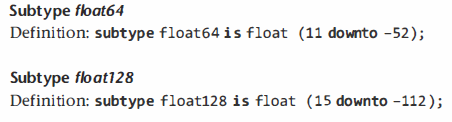 Subtype float64
Definition: subtype float64 is float (11 downto –52);
Subtype float128
Definition: subtype float128 is float (15 downto –112);